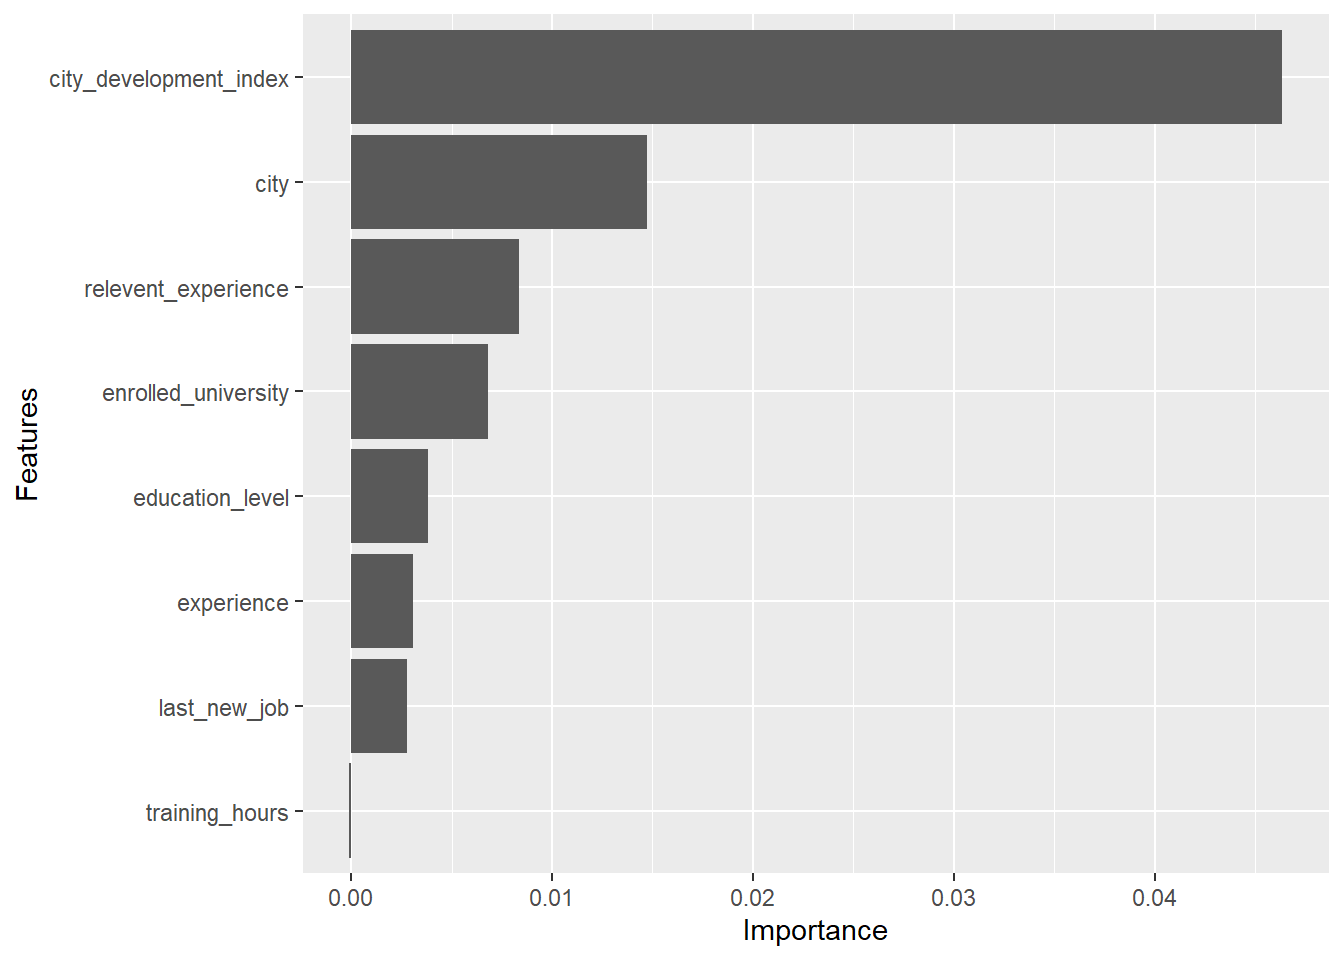 city_development_index
city
relevent_experience
enrolled_university
education_level
experience
last_new_job
training_hours
Features
0.00 0.01 0.02 0.03 0.04
Importance